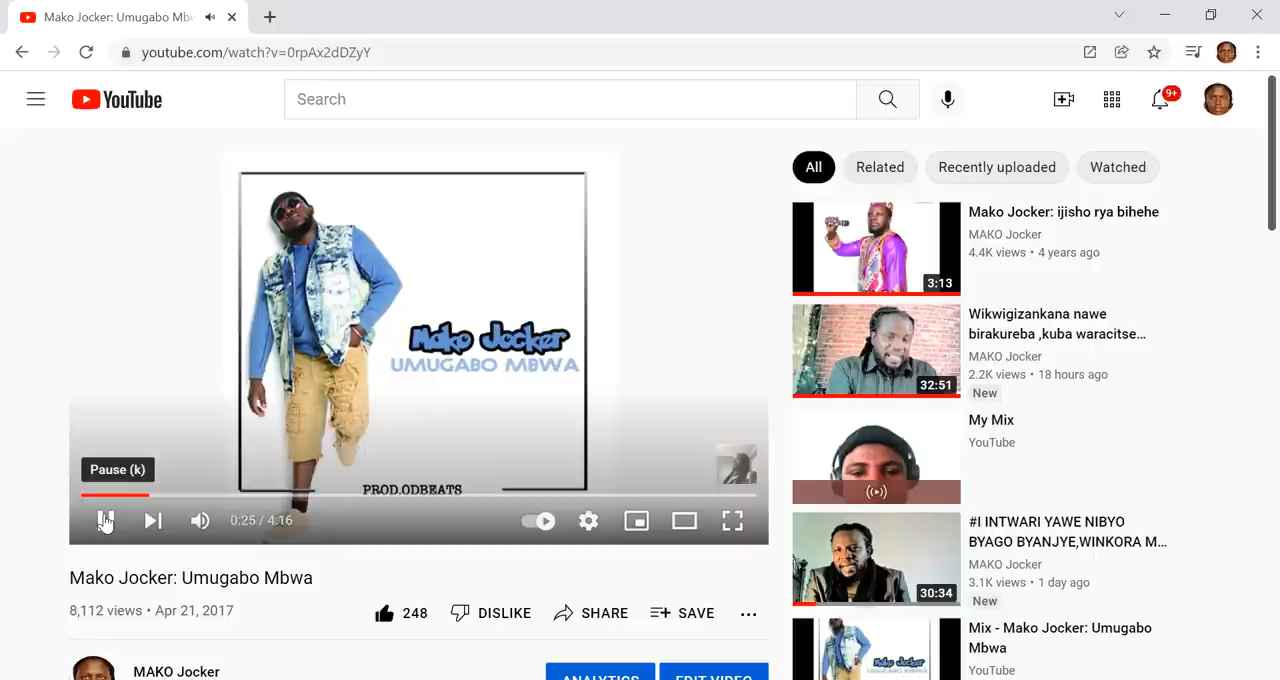 Mako Jocker: Umugabo Mb
youtube.com/watch?v=0rpAx2dDZyY
YouTube
Search
9+
Mako Jocker
UMUGABO MBWA
PROD.ODBEATS
Pause (k)
0:25 / 4:16
Mako Jocker: Umugabo Mbwa
8,112 views • Apr 21, 2017
248
DISLIKE
SHARE
SAVE
MAKO Jocker
ANALYTICS
EDIT VIDEO
All
Related
Recently uploaded
Watched
3:13
Mako Jocker: ijisho rya bihehe
MAKO Jocker
4.4K views • 4 years ago
32:51
Wikwigizankana nawe
birakureba ,kuba waracitse…
MAKO Jocker
2.2K views • 18 hours ago
New
My Mix
YouTube
30:34
#I INTWARI YAWE NIBYO
BYAGO BYANJYE,WINKORA M…
MAKO Jocker
3.1K views • 1 day ago
New
Mako Jocker
Mix - Mako Jocker: Umugabo
Mbwa
YouTube